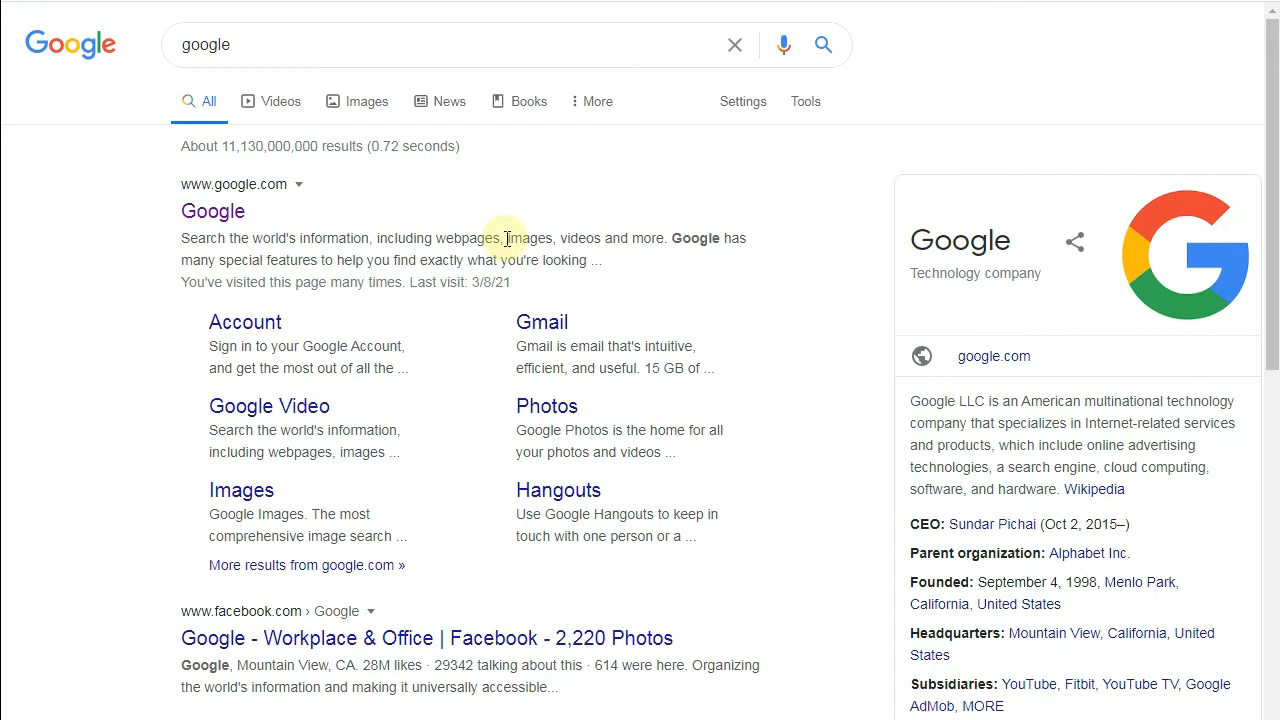 Google
google
All
Videos
Images
News
Books
More
Settings
Tools
About 11,130,000,000 results (0.72 seconds)
www.google.com
Google
Search the world's information, including webpages, images, videos and more. Google has
many special features to help you find exactly what you're looking ...
You've visited this page many times. Last visit: 3/8/21
Account
Sign in to your Google Account,
and get the most out of all the ...
Gmail
Gmail is email that's intuitive,
efficient, and useful. 15 GB of ...
Google Video
Search the world's information,
including webpages, images ...
Photos
Google Photos is the home for all
your photos and videos ...
Images
Google Images. The most
comprehensive image search ...
Hangouts
Use Google Hangouts to keep in
touch with one person or a ...
More results from google.com »
www.facebook.com › Google
Google - Workplace & Office | Facebook - 2,220 Photos
Google, Mountain View, CA. 28M likes · 29342 talking about this · 614 were here. Organizing
the world's information and making it universally accessible...
Google
Technology company
G
google.com
Google LLC is an American multinational technology
company that specializes in Internet-related services
and products, which include online advertising
technologies, a search engine, cloud computing,
software, and hardware. Wikipedia
CEO: Sundar Pichai (Oct 2, 2015–)
Parent organization: Alphabet Inc.
Founded: September 4, 1998, Menlo Park,
California, United States
Headquarters: Mountain View, California, United
States
Subsidiaries: YouTube, Fitbit, YouTube TV, Google
AdMob, MORE